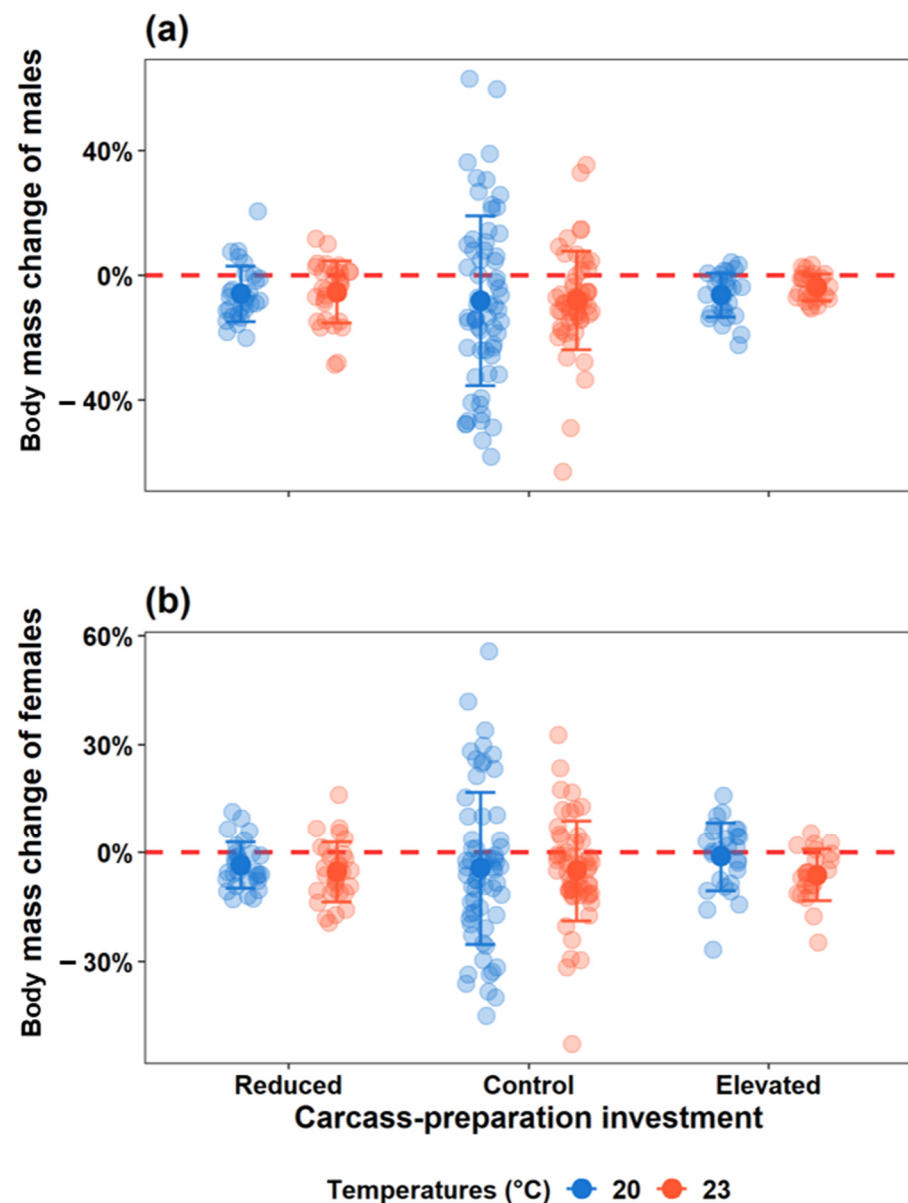 (a)
Body mass change of males
40%
0%
– 40%
(b)
Body mass change of females
60%
30%
0%
– 30%
Reduced Control Elevated
Carcass-preparation investment
Temperatures (°C) 20 23